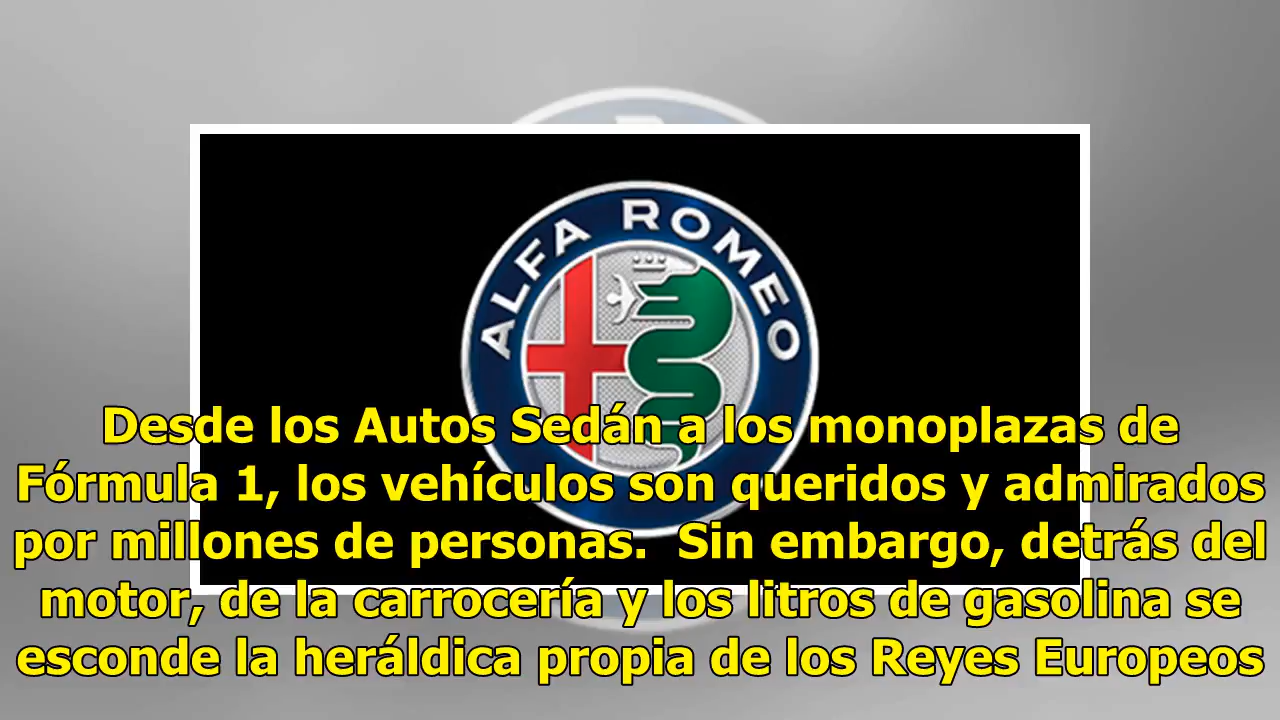 ALFA ROMEO
Desde los Autos Sedán a los monoplazas de
Fórmula 1, los vehículos son queridos y admirados
por millones de personas.  Sin embargo, detrás del
motor, de la carrocería y los litros de gasolina se
esconde la heráldica propia de los Reyes Europeos